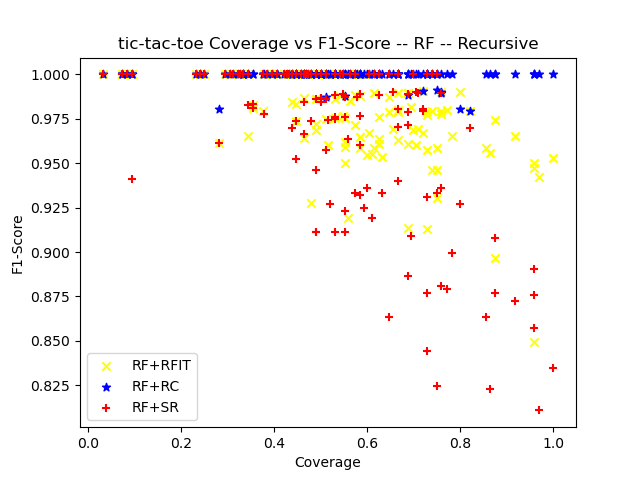 tic-tac-toe Coverage vs F1-Score -- RF -- Recursive
1.000
0.975
0.950
0.925
0.900
0.875
0.850
0.825
F1-Score
RF+RFIT
RF+RC
RF+SR
0.0 0.2 0.4 0.6 0.8 1.0
Coverage